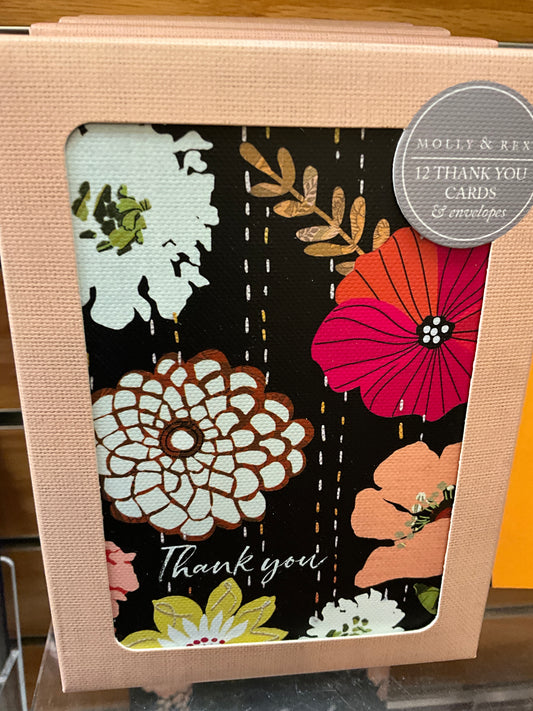 MOLLY & REX
12 THANK YOU
CARDS
& envelopes
Thank you